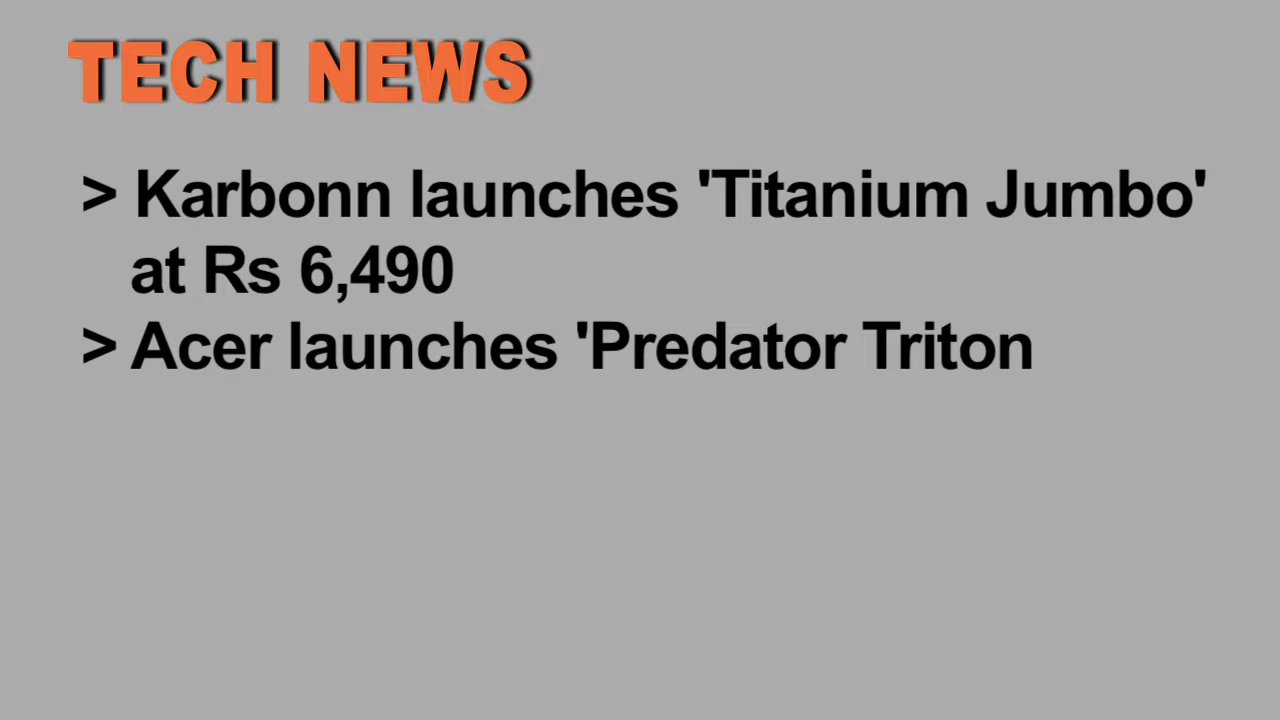 TECH NEWS
> Karbonn launches 'Titanium Jumbo'
at Rs 6,490
> Acer launches 'Predator Triton